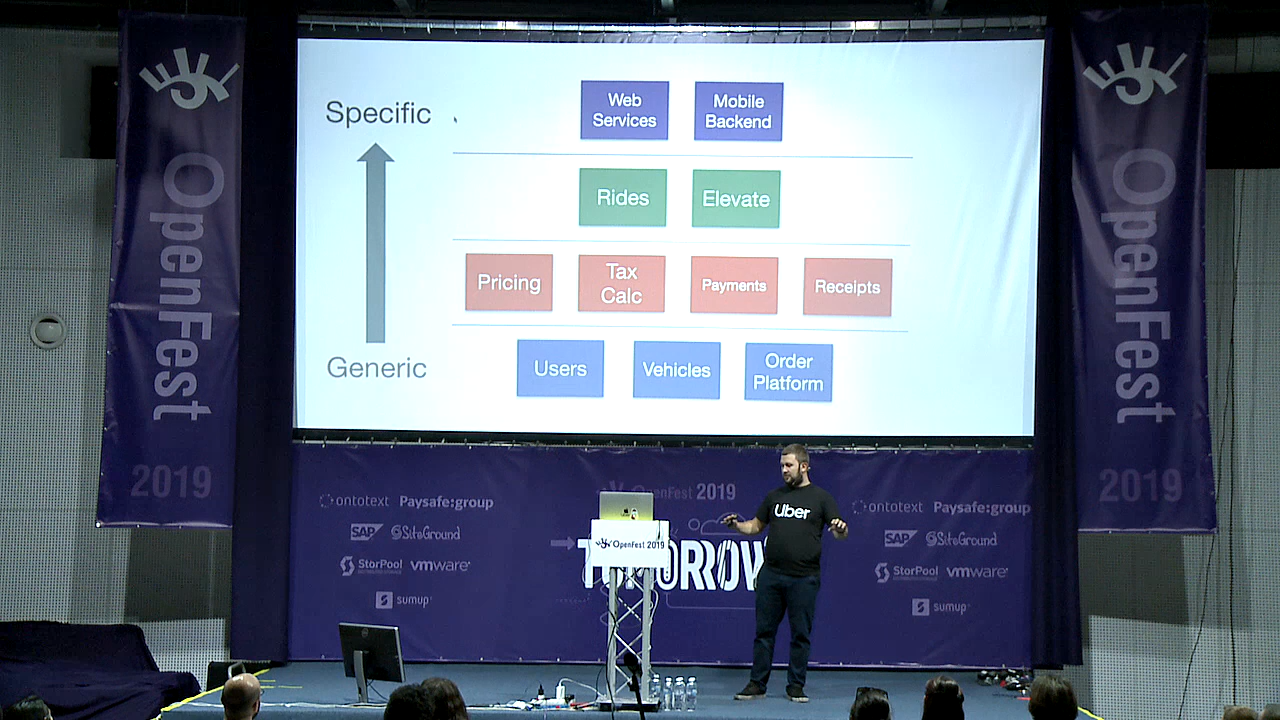 OpenFest
2019
Specific
Generic
Web
Services
Mobile
Backend
Rides
Elevate
Pricing
Tax
Calc
Payments
Receipts
Users
Vehicles
Order
Platform
OpenFest
2019
ontotext Paysafe:group
SAP SiteGround
StorPool vmware
sumup
OpenFest 2019
OpenFest 2019
Uber
ontotext Paysafe:group
SAP SiteGround
StorPool vmware
sumup